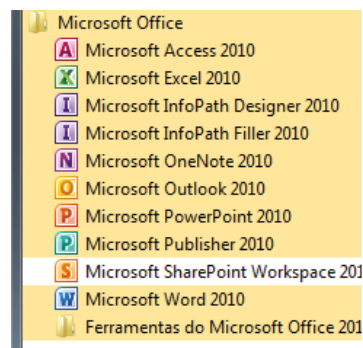 Microsoft Office
A Microsoft Access 2010
X Microsoft Excel 2010
I Microsoft InfoPath Designer 2010
I Microsoft InfoPath Filler 2010
N Microsoft OneNote 2010
O Microsoft Outlook 2010
P Microsoft PowerPoint 2010
P Microsoft Publisher 2010
S Microsoft SharePoint Workspace 201
W Microsoft Word 2010
Ferramentas do Microsoft Office 201